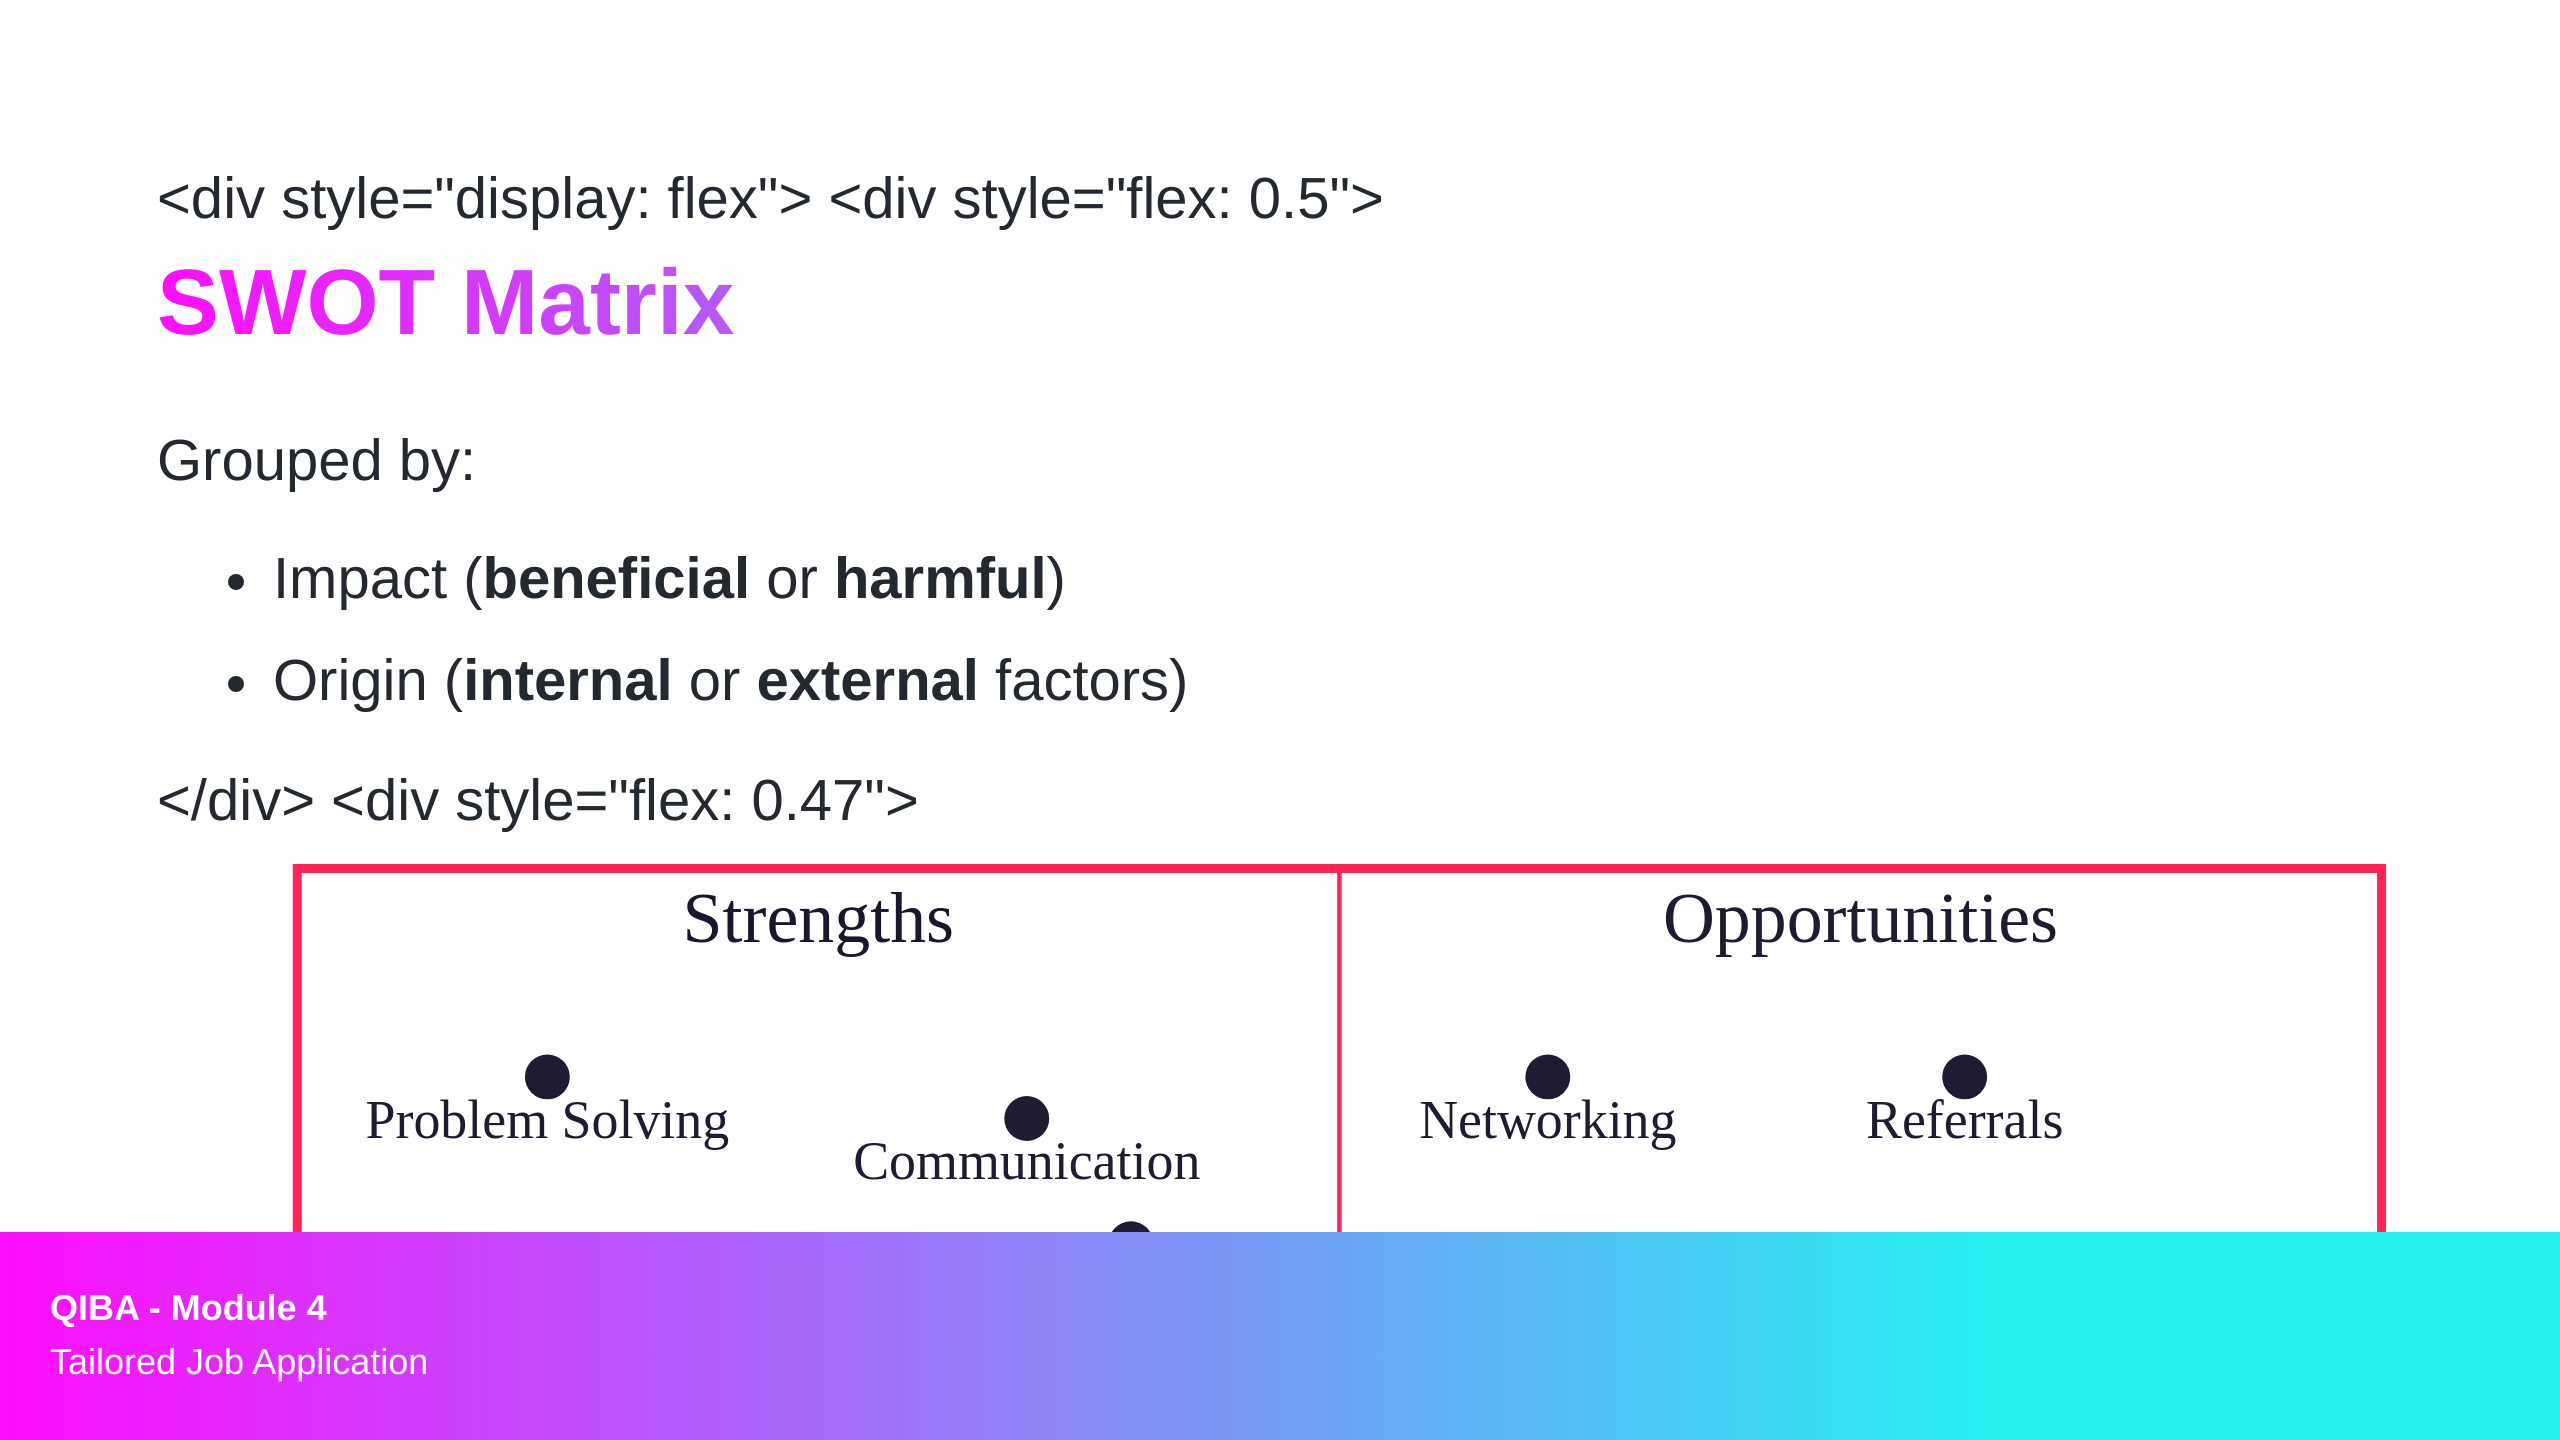 <div style="display: flex"> <div style="flex: 0.5">
SWOT Matrix
Grouped by:
• Impact (beneficial or harmful)
• Origin (internal or external factors)
</div> <div style="flex: 0.47">
Strengths
Opportunities
Problem Solving
Communication
Networking
Referrals
QIBA - Module 4
Tailored Job Application